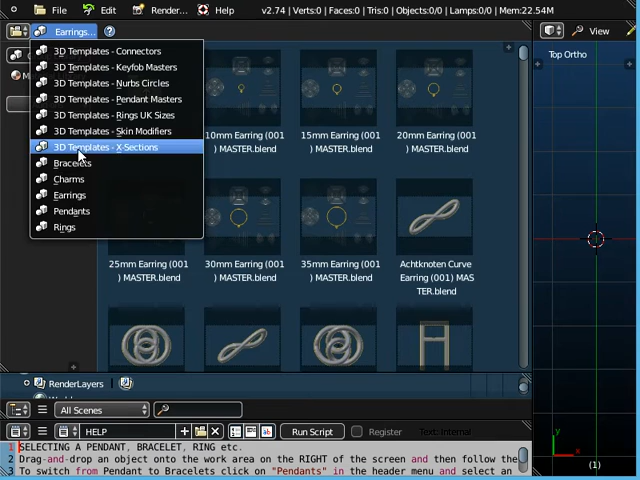 File Edit Render... Help v2.74 | Verts:0 | Faces:0 | Tris:0 | Objects:0/0 | Lamps:0/0 | Mem:22.54M
Earrings... View
3D Templates - Connectors
3D Templates - Keyfob Masters
3D Templates - Nurbs Circles
3D Templates - Pendant Masters
3D Templates - Rings UK Sizes
3D Templates - Skin Modifiers
3D Templates - X-Sections
Bracelets
Charms
Earrings
Pendants
Rings
Top Ortho
10mm Earring (001
) MASTER.blend
15mm Earring (001
) MASTER.blend
20mm Earring (001
) MASTER.blend
25mm Earring (001
) MASTER.blend
30mm Earring (001
) MASTER.blend
35mm Earring (001
) MASTER.blend
Achtknoten Curve
Earring (001) MAS
TER.blend
RenderLayers
All Scenes
HELP Run Script Register Text: Internal
1 SELECTING A PENDANT, BRACELET, RING etc.
2 Drag-and-drop an object onto the work area on the RIGHT of the screen and then follow the
3 To switch from Pendant to Bracelets click on "Pendants" in the header menu and select an
y
x
(1)